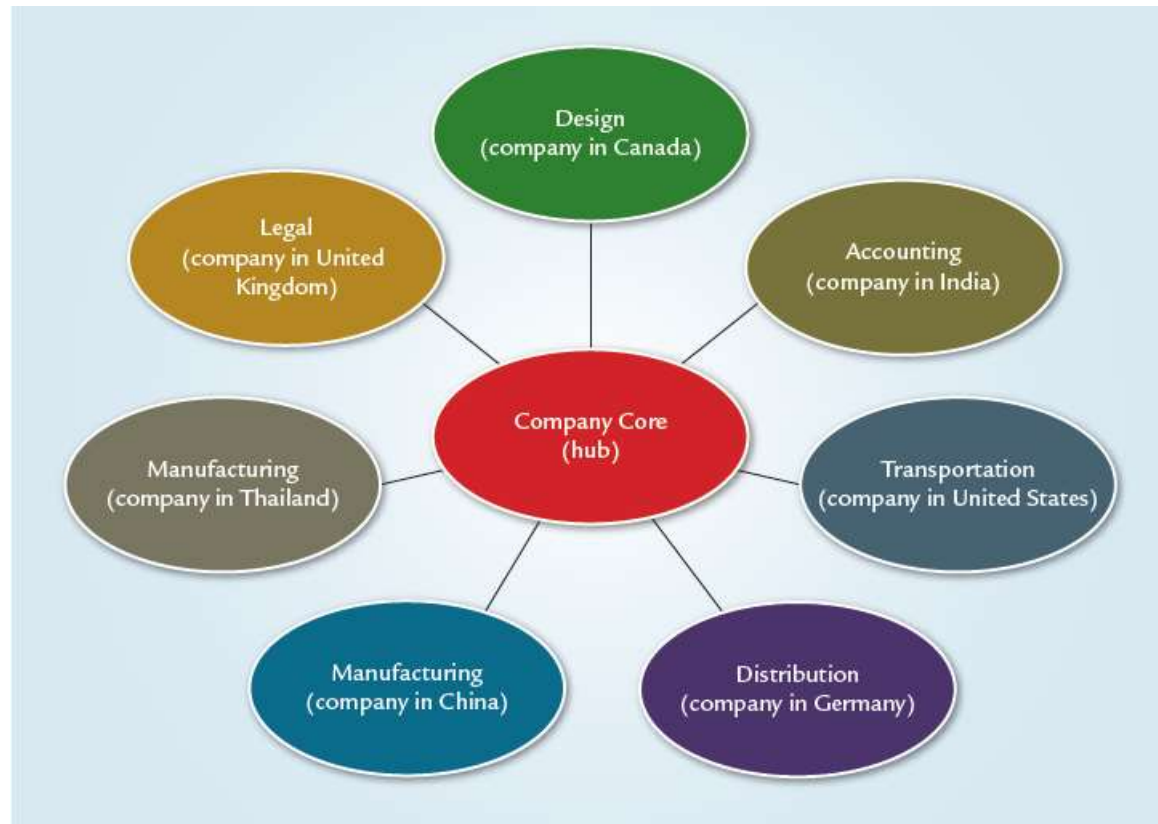 Design
(company in Canada)
Legal
(company in United
Kingdom)
Accounting
(company in India)
Company Core
(hub)
Manufacturing
(company in Thailand)
Transportation
(company in United States)
Manufacturing
(company in China)
Distribution
(company in Germany)